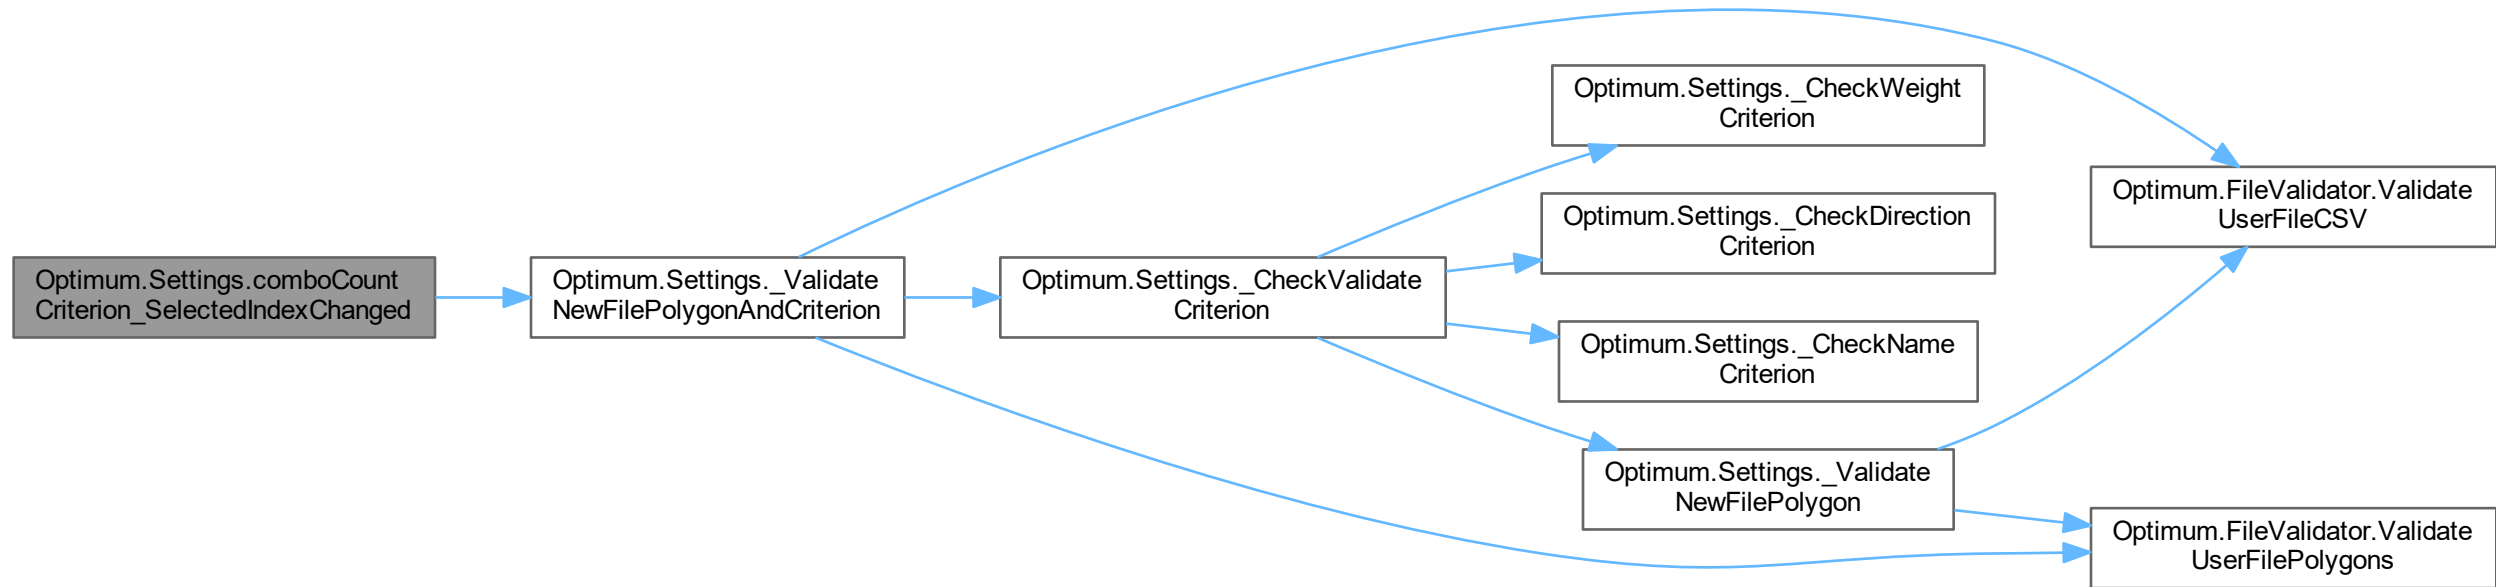 Optimum.Settings.comboCount
Criterion_SelectedIndexChanged
Optimum.Settings._Validate
NewFilePolygonAndCriterion
Optimum.Settings._CheckValidate
Criterion
Optimum.Settings._CheckWeight
Criterion
Optimum.Settings._CheckDirection
Criterion
Optimum.Settings._CheckName
Criterion
Optimum.Settings._Validate
NewFilePolygon
Optimum.FileValidator.Validate
UserFileCSV
Optimum.FileValidator.Validate
UserFilePolygons